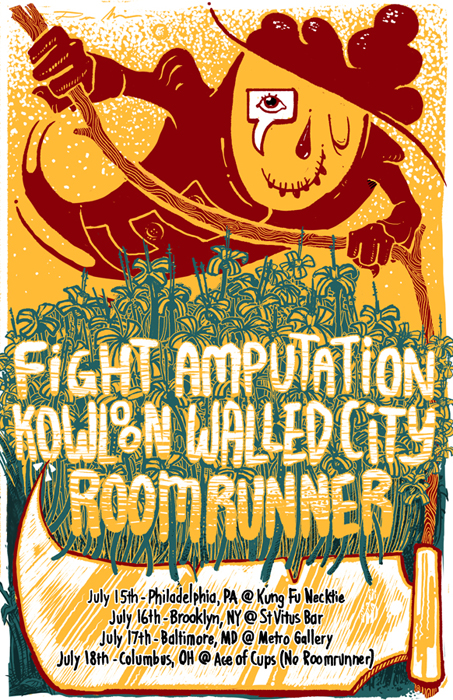 FiGHT AMPUTATiON
KOWLOON WALLED CiTY
ROOMRUNNER
July 15th - Philadelphia, PA @ Kung Fu Necktie
July 16th - Brooklyn, NY @ St Vitus Bar
July 17th - Baltimore, MD @ Metro Gallery
July 18th - Columbus, OH @ Ace of Cups (No Roomrunner)